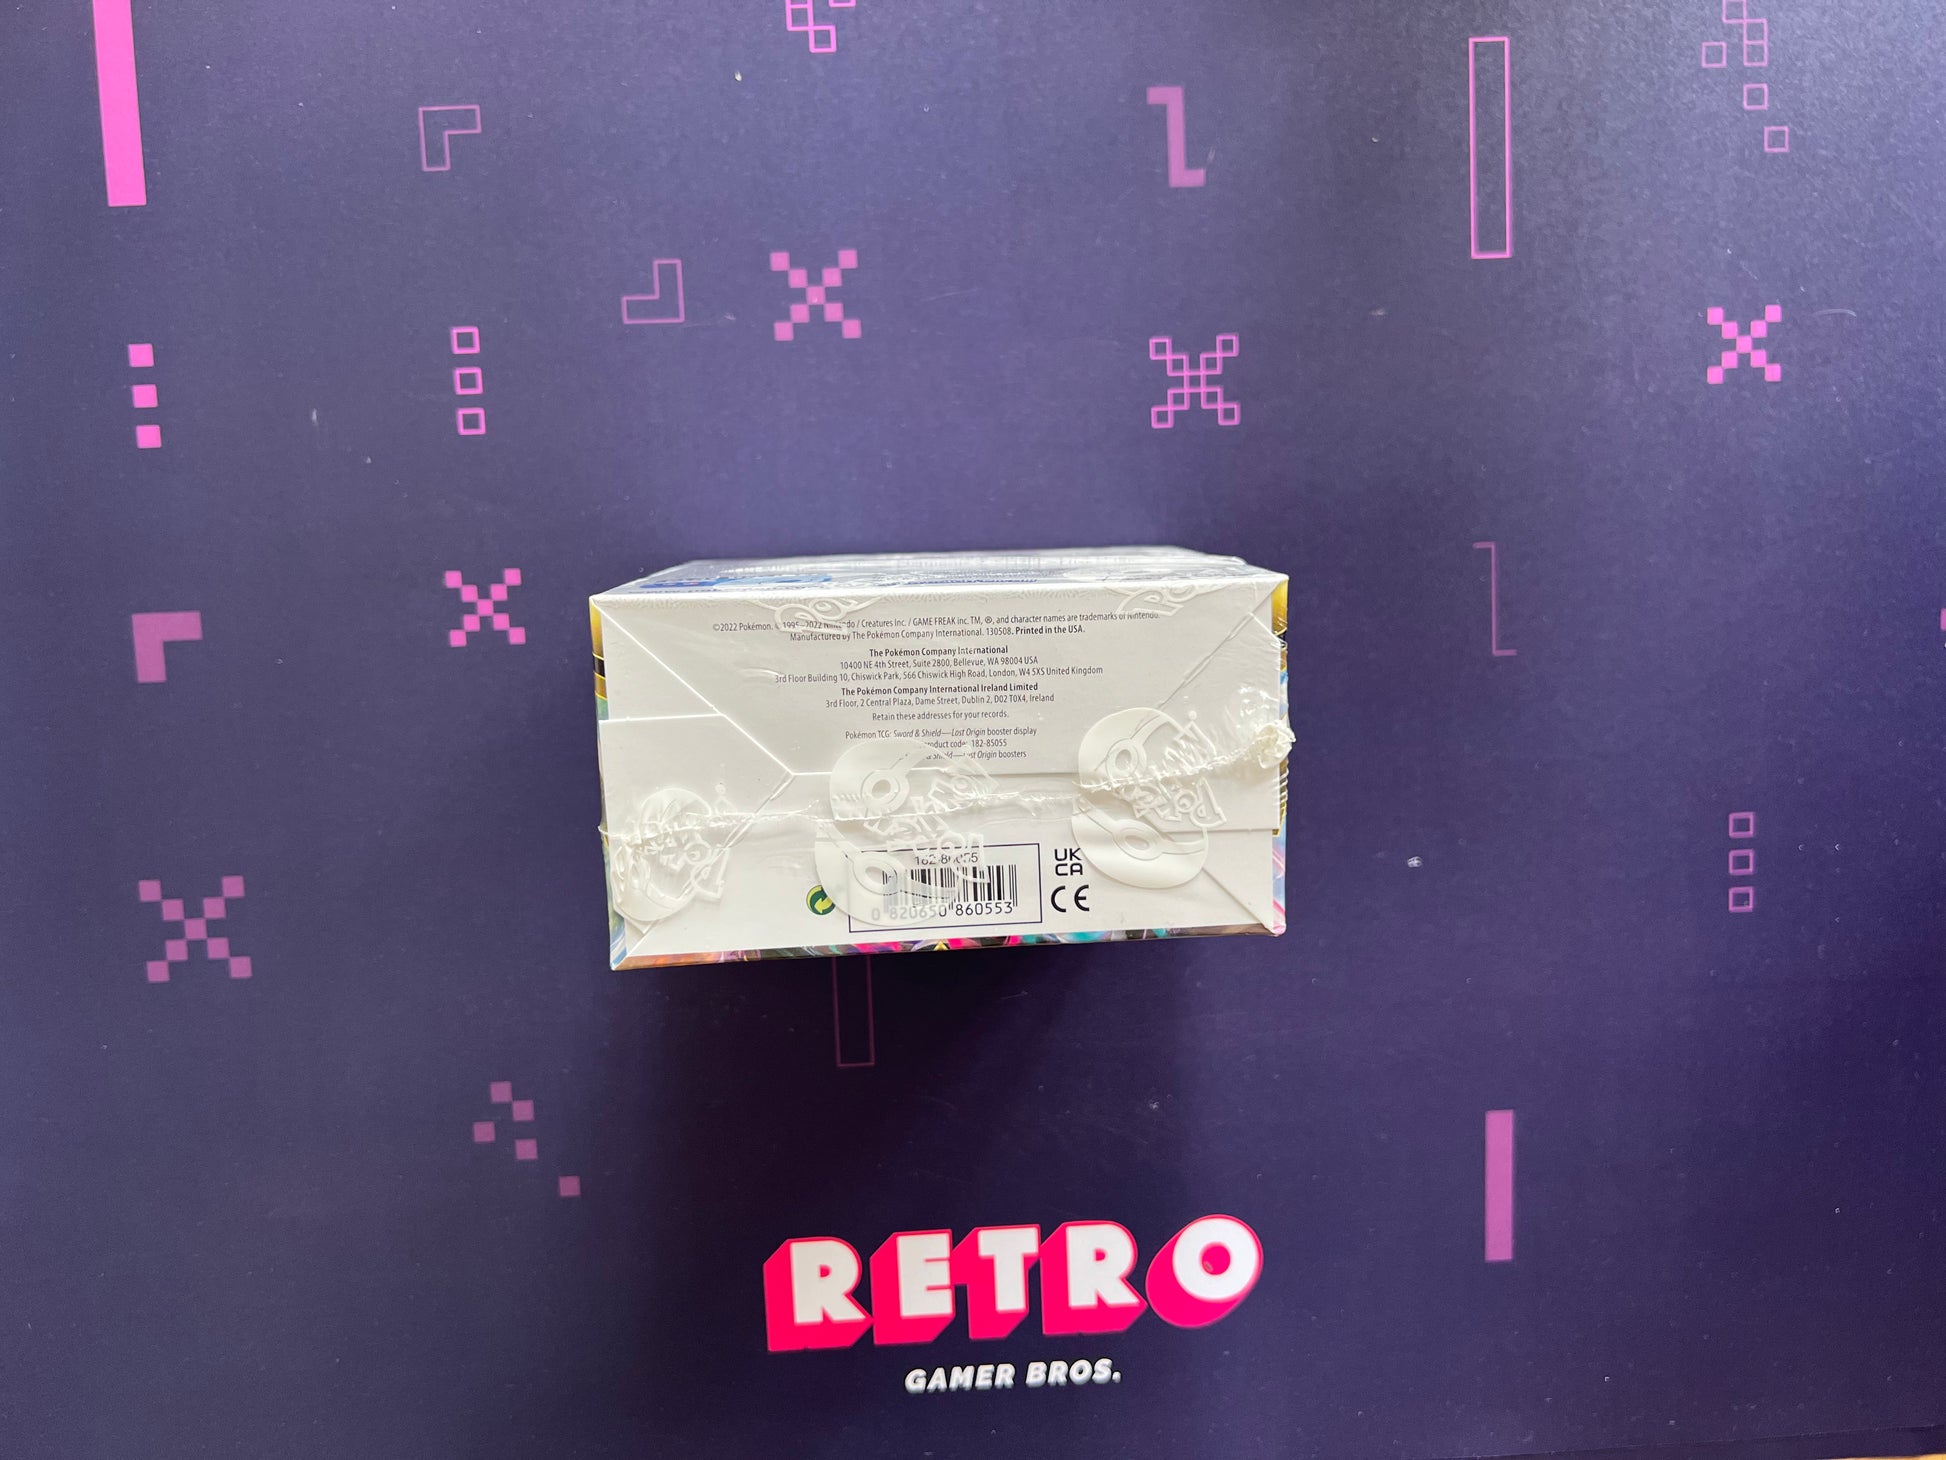 ©2022 Pokémon. © 1995–2022 Nintendo / Creatures Inc. / GAME FREAK inc. TM, ®, and character names are trademarks of Nintendo.
Manufactured by The Pokémon Company International. 130508. Printed in the USA.
The Pokémon Company International
10400 NE 4th Street, Suite 2800, Bellevue, WA 98004 USA
3rd Floor Building 10, Chiswick Park, 566 Chiswick High Road, London, W4 5XS United Kingdom
The Pokémon Company International Ireland Limited
3rd Floor, 2 Central Plaza, Dame Street, Dublin 2, D02 T0X4, Ireland
Retain these addresses for your records.
Pokémon TCG: Sword & Shield—Lost Origin booster display
product code: 182-85055
Shield—Lost Origin boosters
UK
CA
CE
0 820650 860553
RETRO
GAMER BROS.